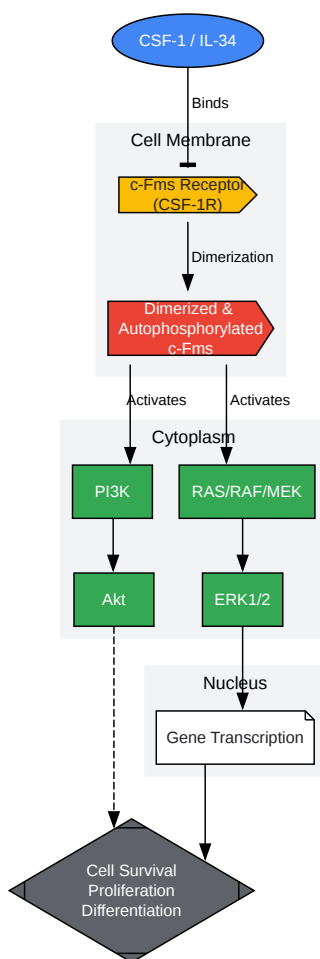 CSF-1 / IL-34
Binds
Cell Membrane
c-Fms Receptor
(CSF-1R)
Dimerization
Dimerized &
Autophosphorylated
c-Fms
Activates
Activates
Cytoplasm
PI3K
RAS/RAF/MEK
Akt
ERK1/2
Nucleus
Gene Transcription
Cell Survival
Proliferation
Differentiation